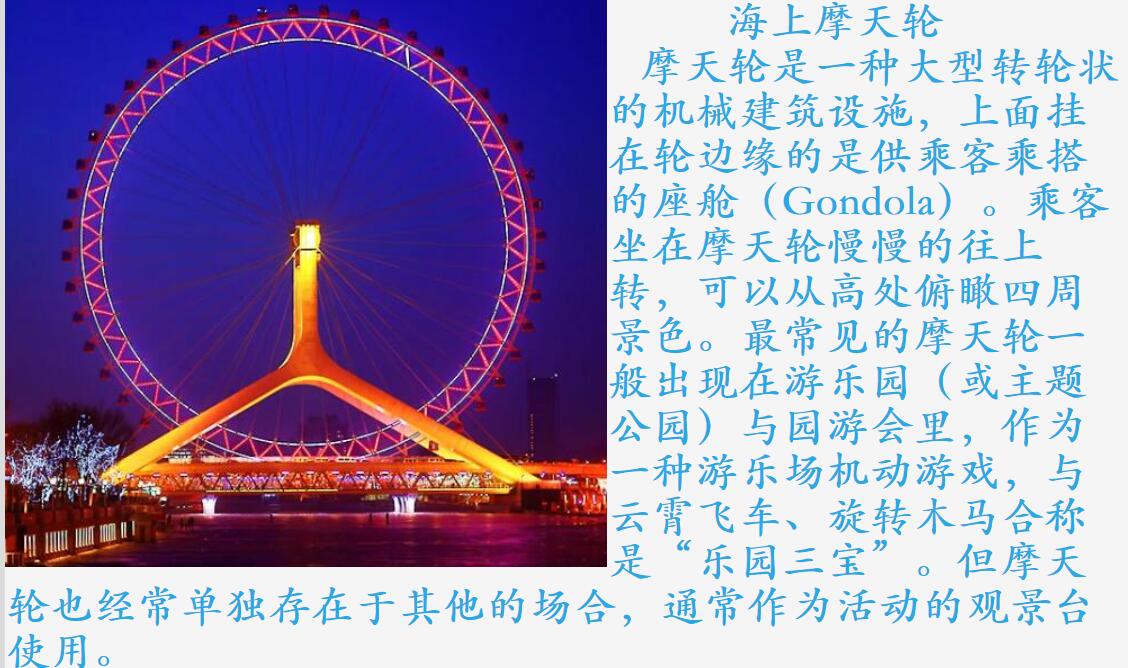 海上摩天轮
摩天轮是一种大型转轮状
的机械建筑设施，上面挂
在轮边缘的是供乘客乘搭
的座舱（Gondola）。乘客
坐在摩天轮慢慢的往上
转，可以从高处俯瞰四周
景色。最常见的摩天轮一
般出现在游乐园（或主题
公园）与园游会里，作为
一种游乐场机动游戏，与
云霄飞车、旋转木马合称
是“乐园三宝”。但摩天
轮也经常单独存在于其他的场合，通常作为活动的观景台
使用。